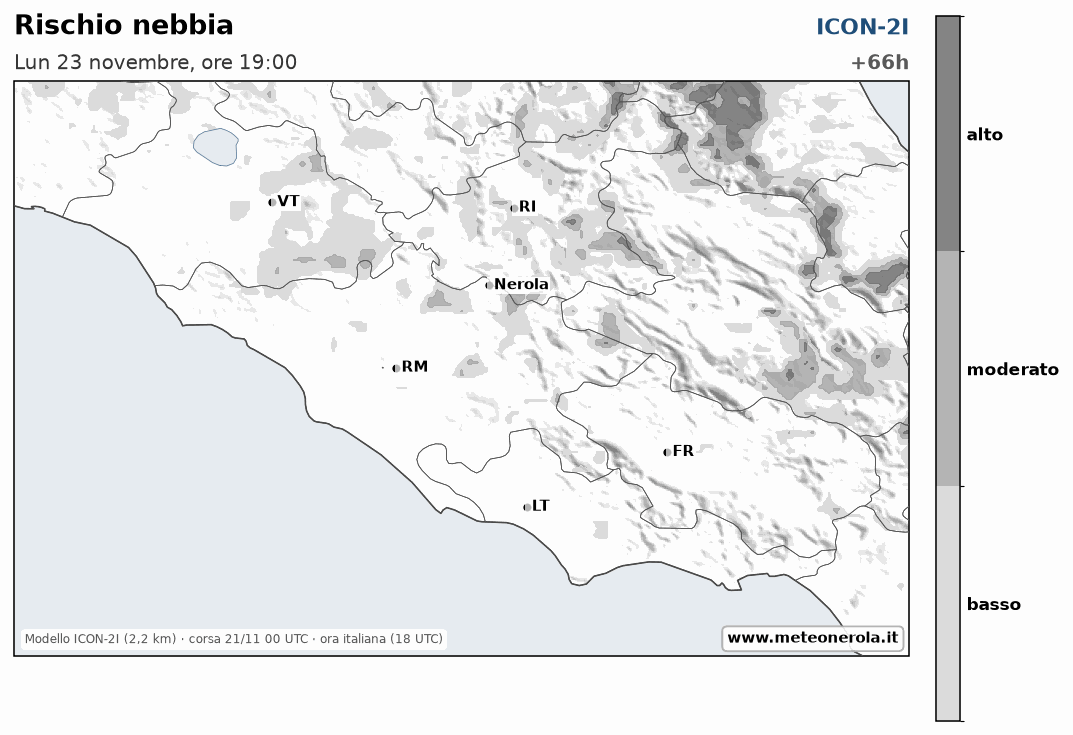 Rischio nebbia
ICON-2I
Lun 23 novembre, ore 19:00
+66h
alto
VT
RI
Nerola
RM
moderato
FR
LT
basso
Modello ICON-2I (2,2 km) · corsa 21/11 00 UTC · ora italiana (18 UTC)
www.meteonerola.it